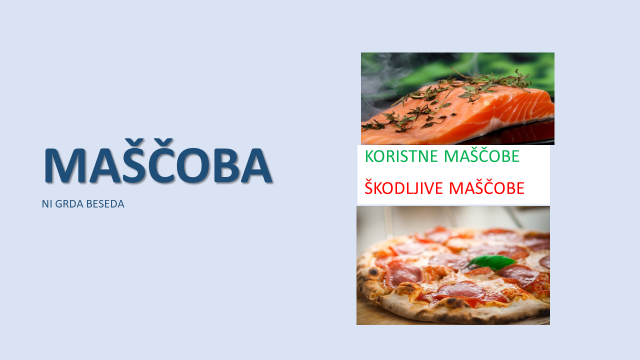 MAŠČOBA
NI GRDA BESEDA
KORISTNE MAŠČOBE
ŠKODLJIVE MAŠČOBE